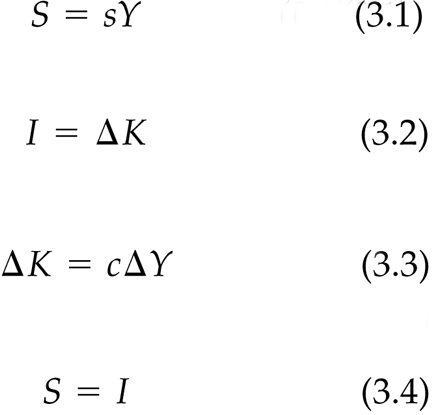 S = sY (3.1)
I = ΔK (3.2)
ΔK = cΔY (3.3)
S = I (3.4)